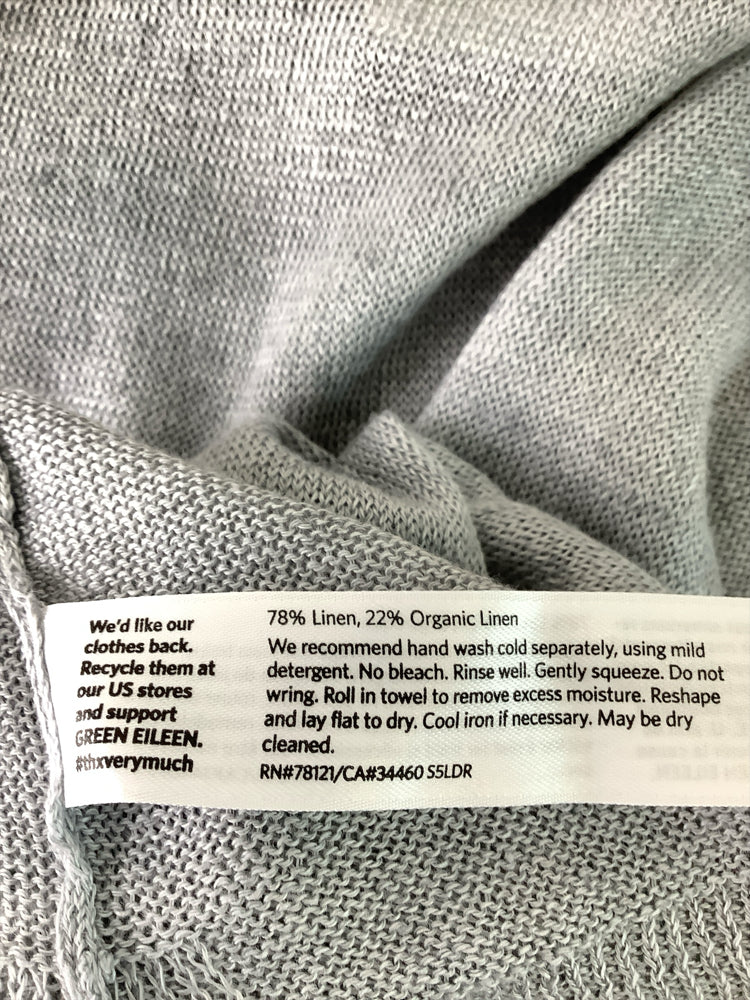 We'd like our
clothes back.
Recycle them at
our US stores
and support
GREEN EILEEN.
#thxverymuch
78% Linen, 22% Organic Linen
We recommend hand wash cold separately, using mild
detergent. No bleach. Rinse well. Gently squeeze. Do not
wring. Roll in towel to remove excess moisture. Reshape
and lay flat to dry. Cool iron if necessary. May be dry
cleaned.
RN#78121/CA#34460 S5LDR